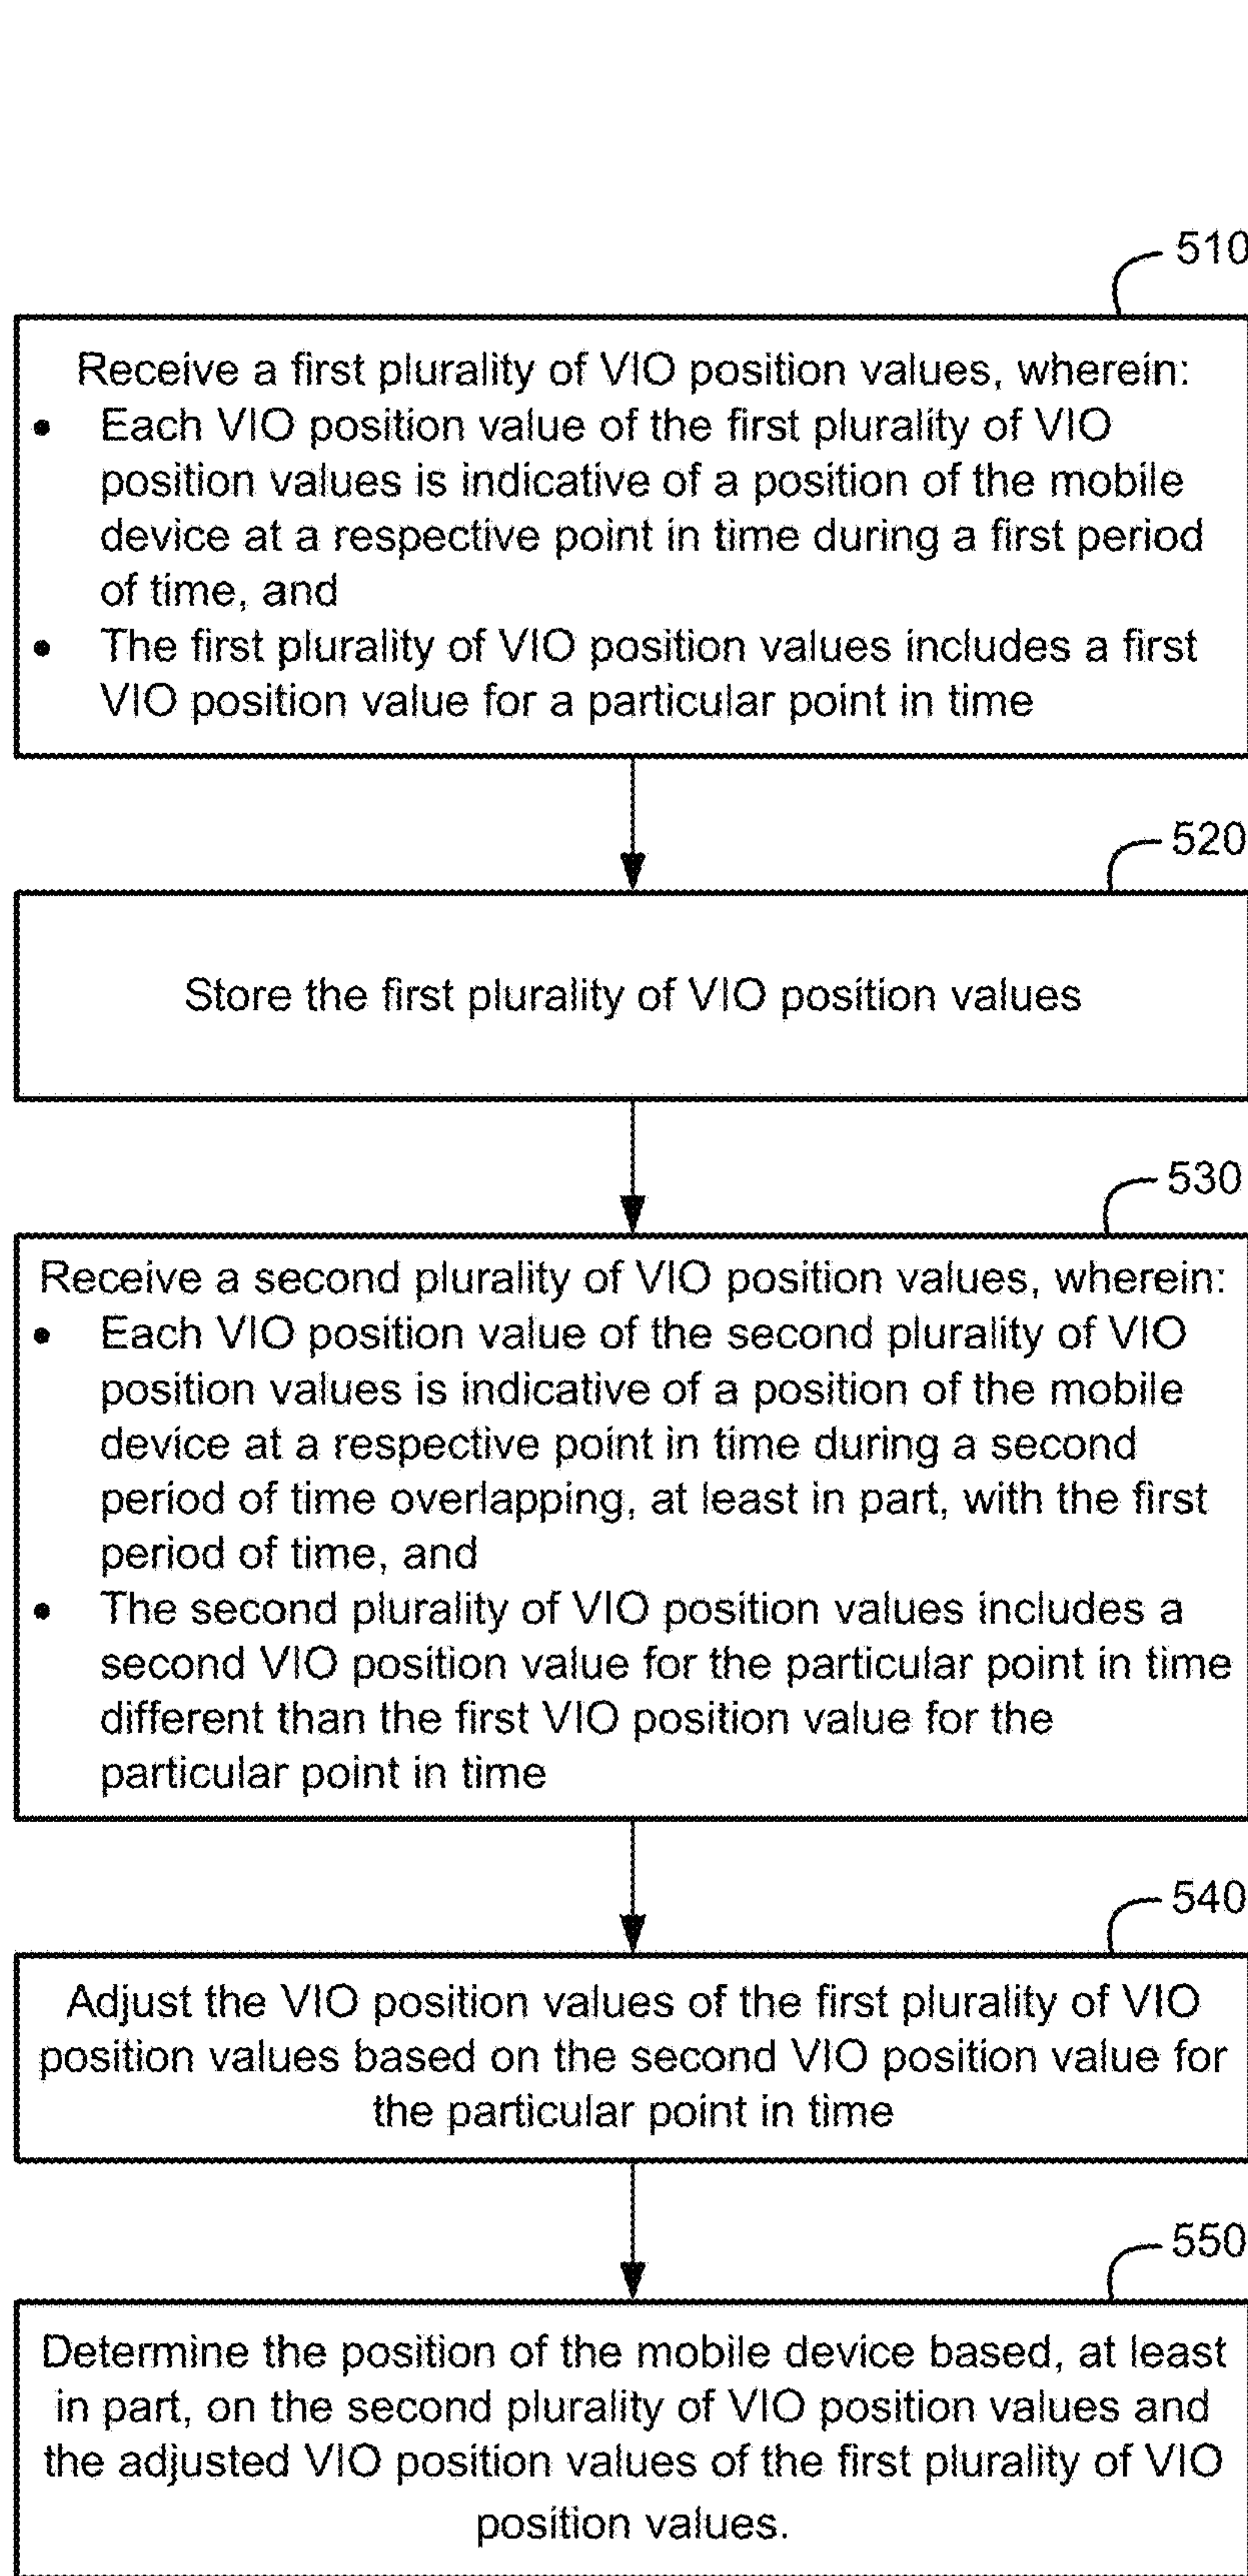 510
Receive a first plurality of VIO position values, wherein:
• Each VIO position value of the first plurality of VIO
position values is indicative of a position of the mobile
device at a respective point in time during a first period
of time, and
• The first plurality of VIO position values includes a first
VIO position value for a particular point in time
520
Store the first plurality of VIO position values
530
Receive a second plurality of VIO position values, wherein:
• Each VIO position value of the second plurality of VIO
position values is indicative of a position of the mobile
device at a respective point in time during a second
period of time overlapping, at least in part, with the first
period of time, and
• The second plurality of VIO position values includes a
second VIO position value for the particular point in time
different than the first VIO position value for the
particular point in time
540
Adjust the VIO position values of the first plurality of VIO
position values based on the second VIO position value for
the particular point in time
550
Determine the position of the mobile device based, at least
in part, on the second plurality of VIO position values and
the adjusted VIO position values of the first plurality of VIO
position values.